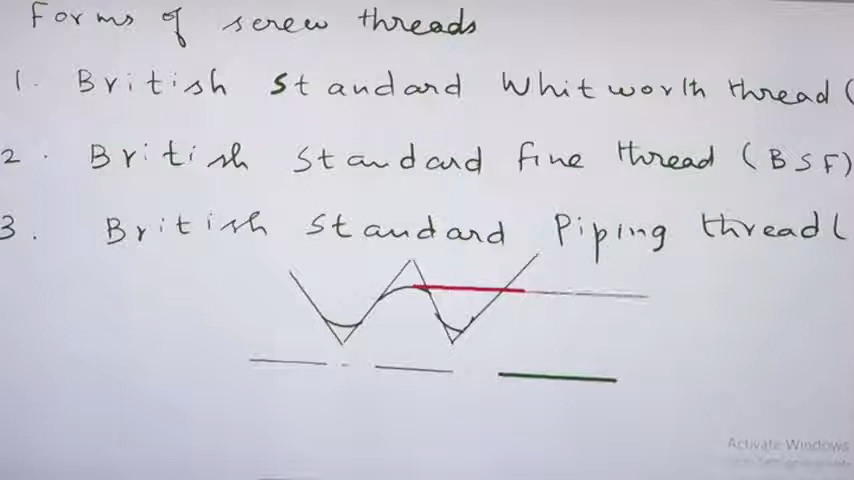 Forms of screw threads
1. British Standard Whitworth thread (
2. British Standard fine thread (BSF)
3. British Standard Piping thread (
Activate Windows